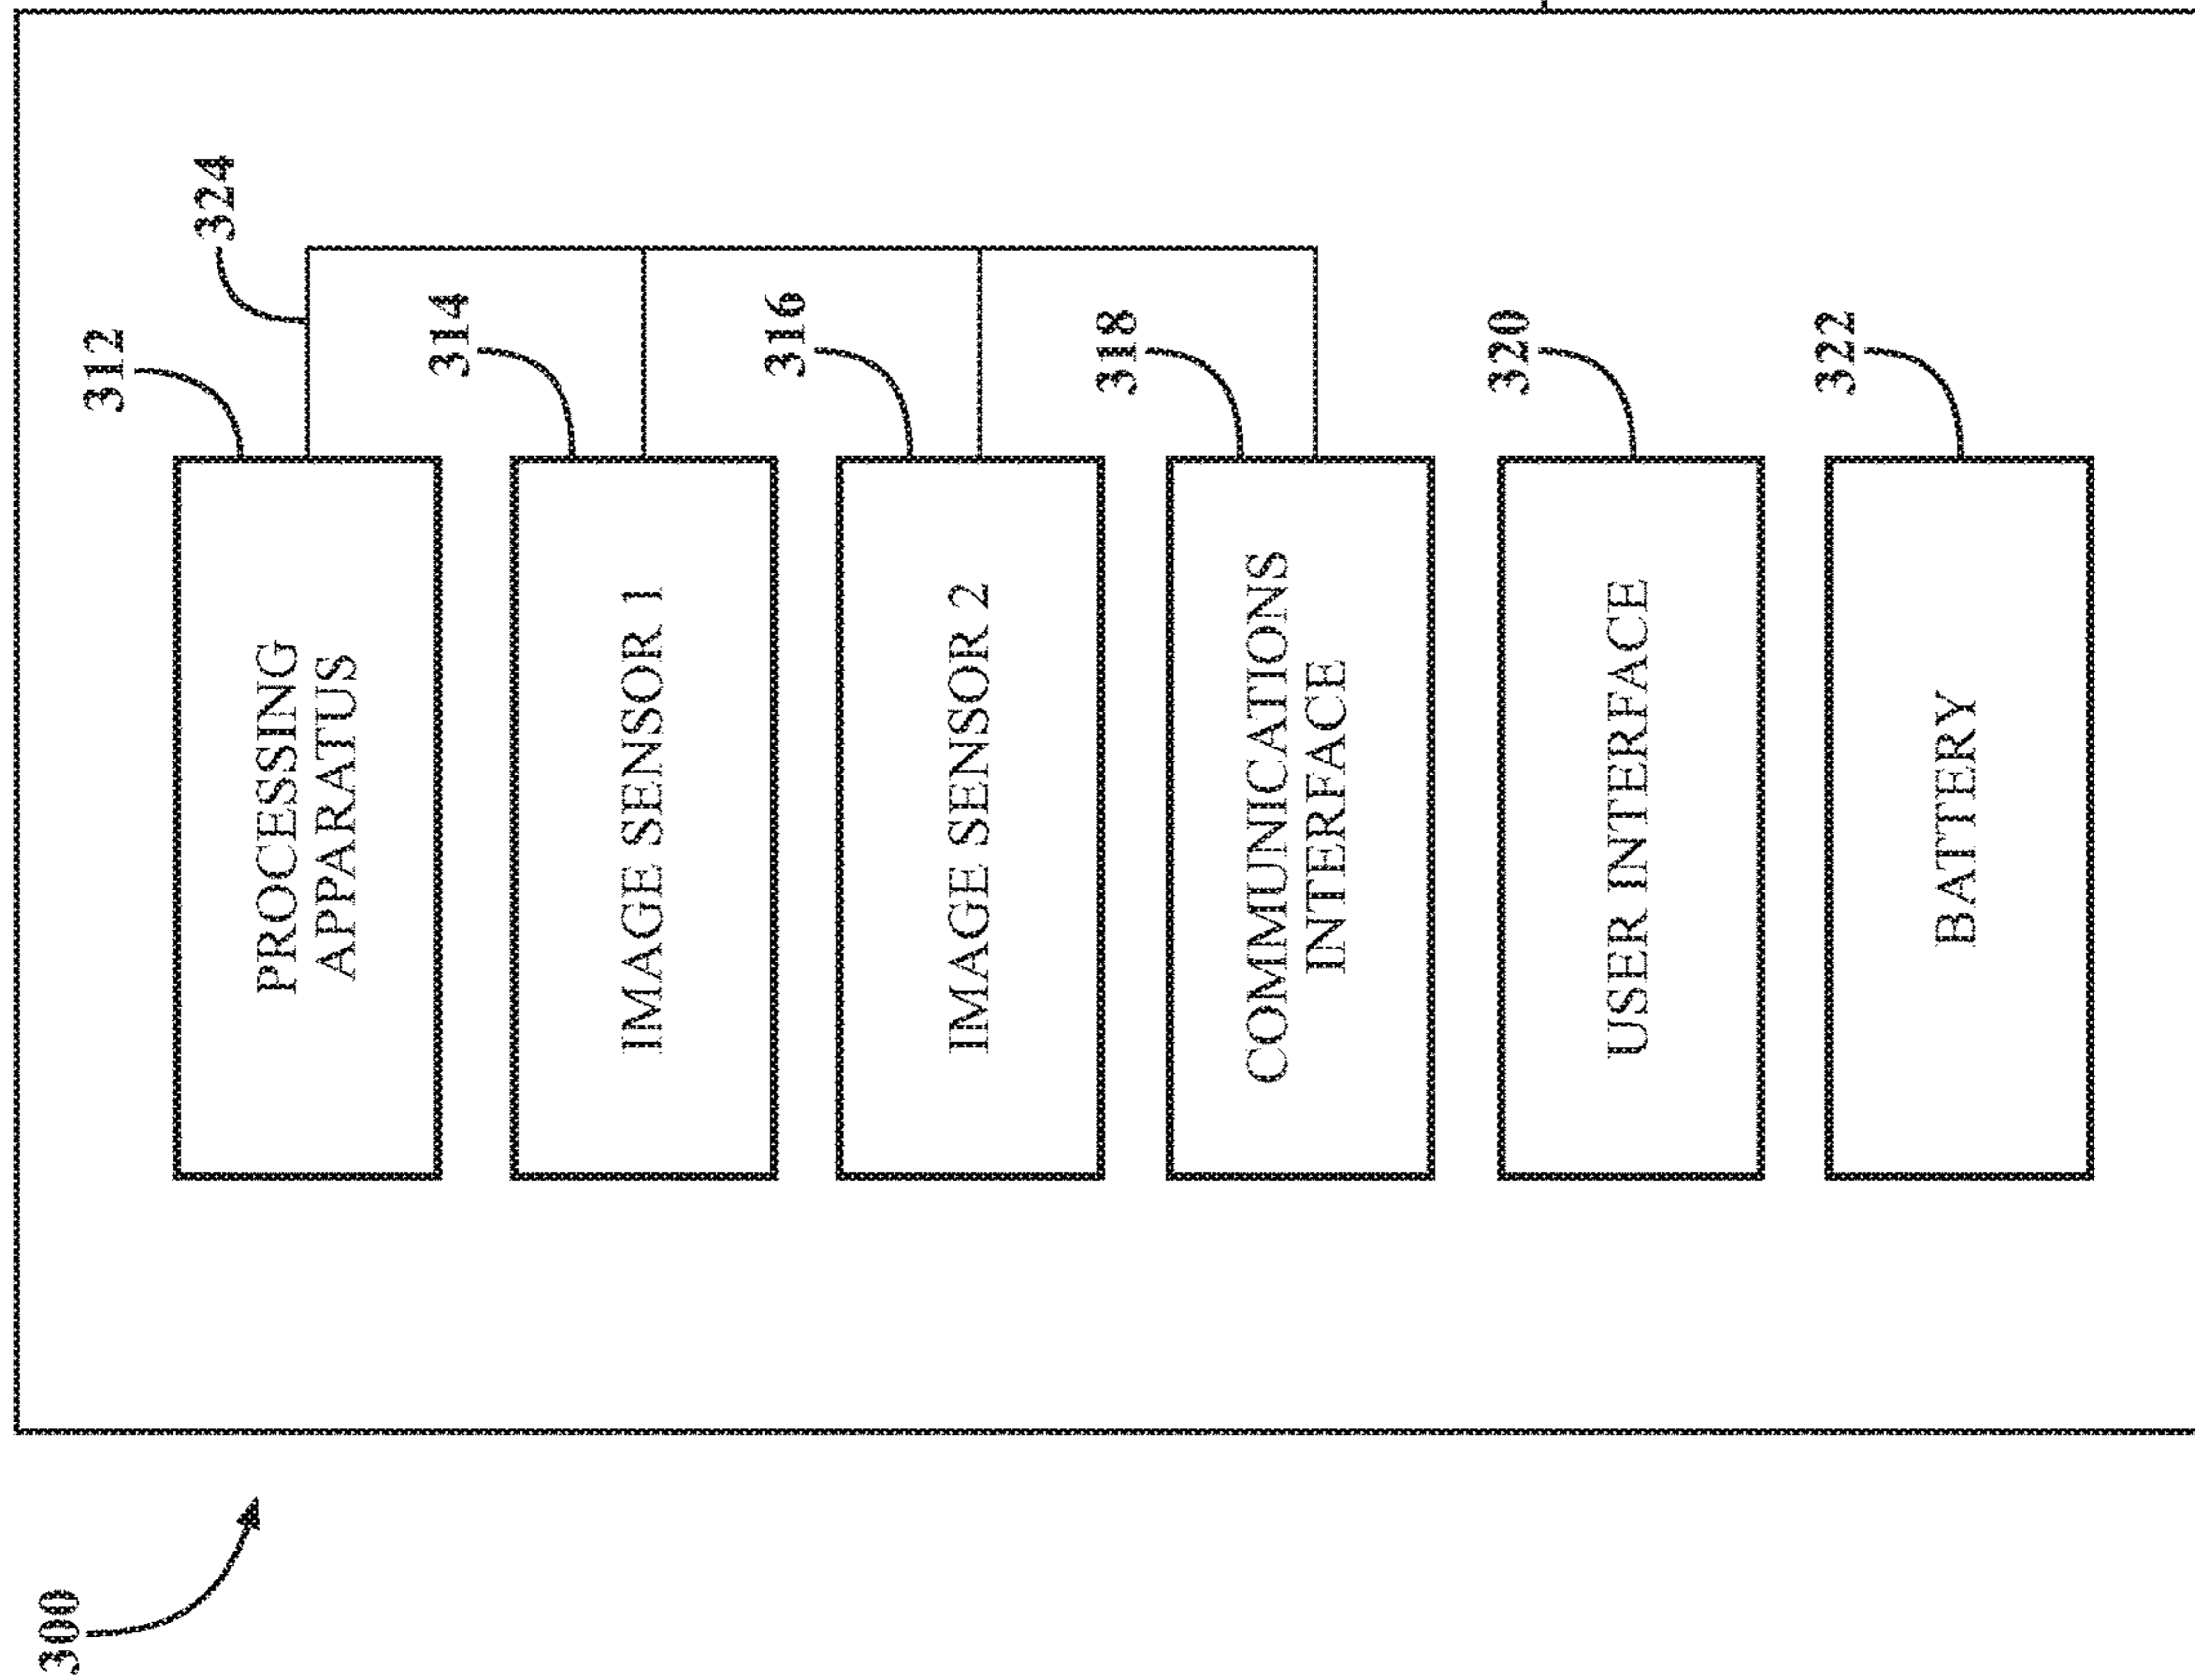 300
312
324
PROCESSING
APPARATUS
314
IMAGE SENSOR 1
316
IMAGE SENSOR 2
318
COMMUNICATIONS
INTERFACE
320
USER INTERFACE
322
BATTERY